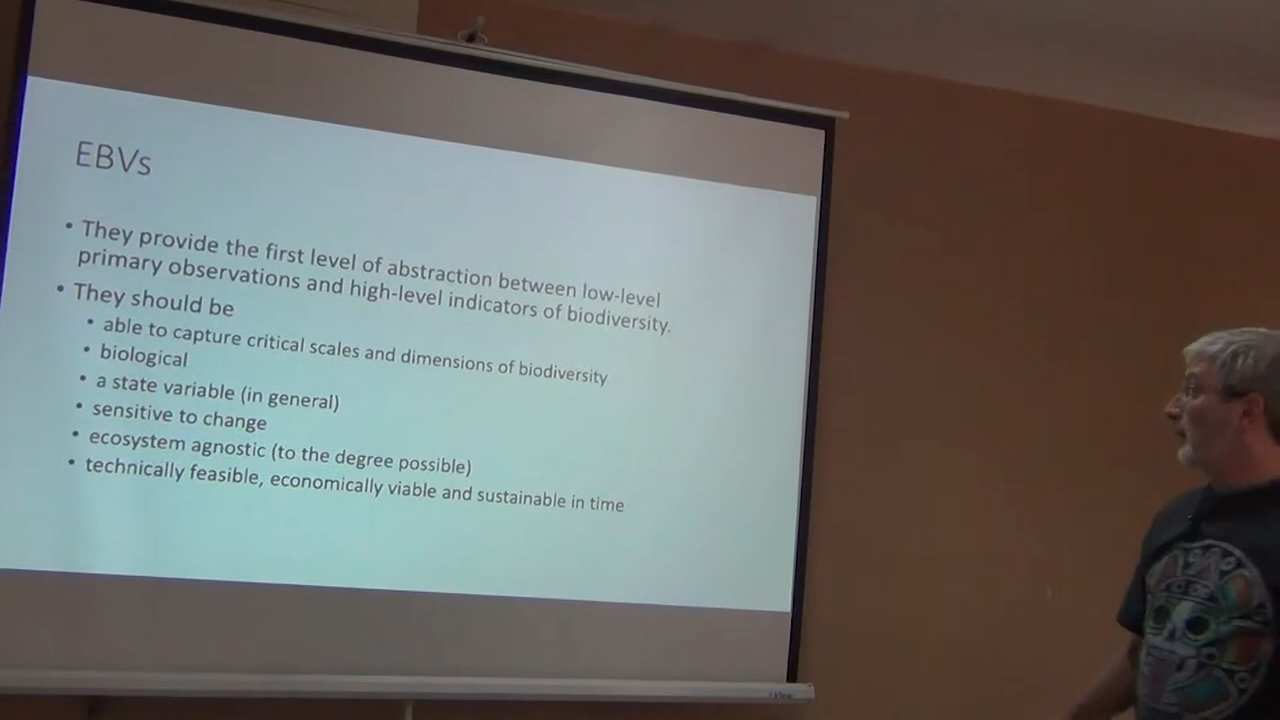 EBVs
• They provide the first level of abstraction between low-level
primary observations and high-level indicators of biodiversity.
• They should be
• able to capture critical scales and dimensions of biodiversity
• biological
• a state variable (in general)
• sensitive to change
• ecosystem agnostic (to the degree possible)
• technically feasible, economically viable and sustainable in time